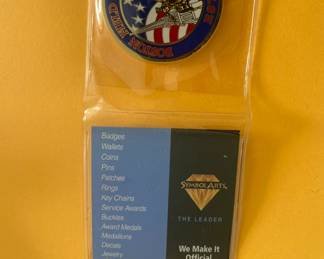 BOSTON
Badges
Wallets
Coins
Pins
Patches
Rings
Key Chains
Service Awards
Buckles
Award Medals
Medallions
Decals
Jewelry
SYMBOLARTS
THE LEADER
We Make It
Official